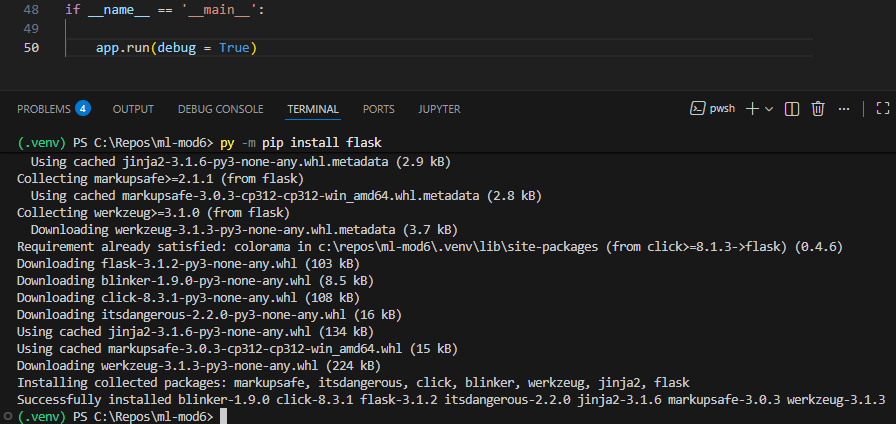 48 if __name__ == '__main__':
49
50 app.run(debug = True)
PROBLEMS 4 OUTPUT DEBUG CONSOLE TERMINAL PORTS JUPYTER pwsh
(.venv) PS C:\Repos\ml-mod6> py -m pip install flask
Using cached jinja2-3.1.6-py3-none-any.whl.metadata (2.9 kB)
Collecting markupsafe>=2.1.1 (from flask)
Using cached markupsafe-3.0.3-cp312-cp312-win_amd64.whl.metadata (2.8 kB)
Collecting werkzeug>=3.1.0 (from flask)
Downloading werkzeug-3.1.3-py3-none-any.whl.metadata (3.7 kB)
Requirement already satisfied: colorama in c:\repos\ml-mod6\.venv\lib\site-packages (from click>=8.1.3->flask) (0.4.6)
Downloading flask-3.1.2-py3-none-any.whl (103 kB)
Downloading blinker-1.9.0-py3-none-any.whl (8.5 kB)
Downloading click-8.3.1-py3-none-any.whl (108 kB)
Downloading itsdangerous-2.2.0-py3-none-any.whl (16 kB)
Using cached jinja2-3.1.6-py3-none-any.whl (134 kB)
Using cached markupsafe-3.0.3-cp312-cp312-win_amd64.whl (15 kB)
Downloading werkzeug-3.1.3-py3-none-any.whl (224 kB)
Installing collected packages: markupsafe, itsdangerous, click, blinker, werkzeug, jinja2, flask
Successfully installed blinker-1.9.0 click-8.3.1 flask-3.1.2 itsdangerous-2.2.0 jinja2-3.1.6 markupsafe-3.0.3 werkzeug-3.1.3
(.venv) PS C:\Repos\ml-mod6>